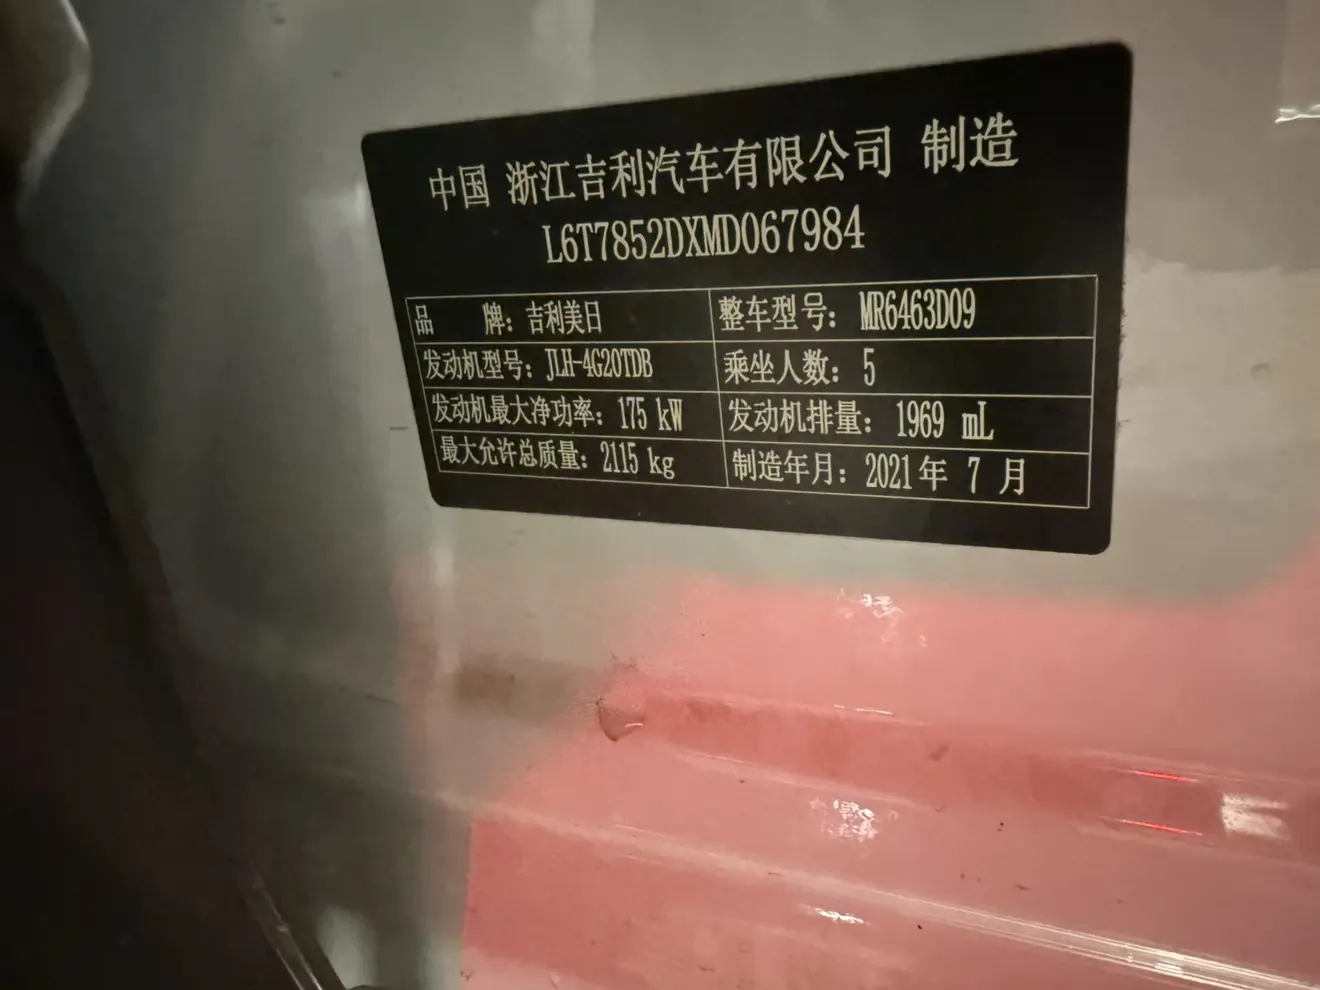 中国 浙江吉利汽车有限公司 制造
L6T7852DXMD067984
品 牌：吉利美日 整车型号：MR6463D09
发动机型号：JLH-4G20TDB 乘坐人数：5
发动机最大净功率：175 kW 发动机排量：1969 mL
最大允许总质量：2115 kg 制造年月：2021年 7 月